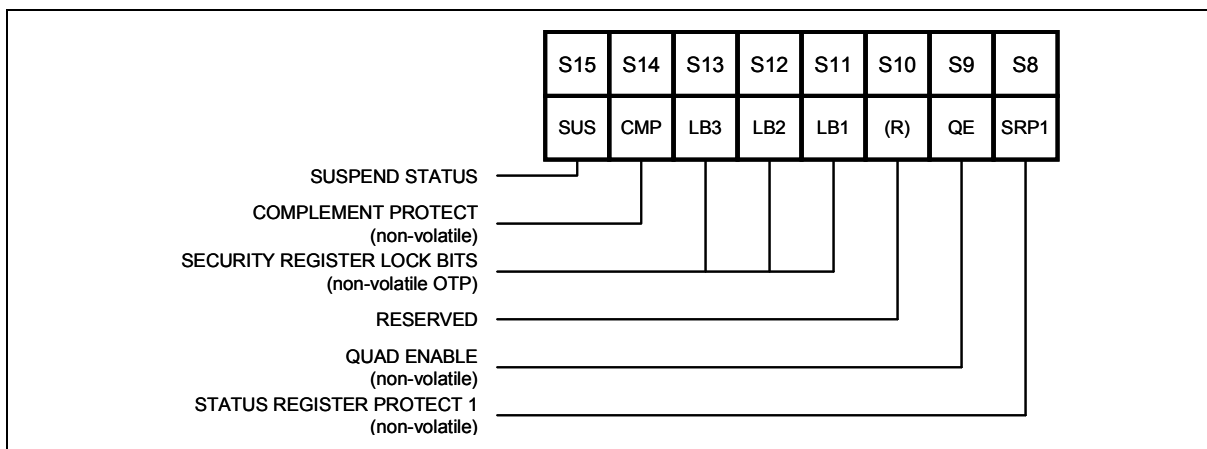 S15 S14 S13 S12 S11 S10 S9 S8
SUS CMP LB3 LB2 LB1 (R) QE SRP1
SUSPEND STATUS
COMPLEMENT PROTECT
(non-volatile)
SECURITY REGISTER LOCK BITS
(non-volatile OTP)
RESERVED
QUAD ENABLE
(non-volatile)
STATUS REGISTER PROTECT 1
(non-volatile)